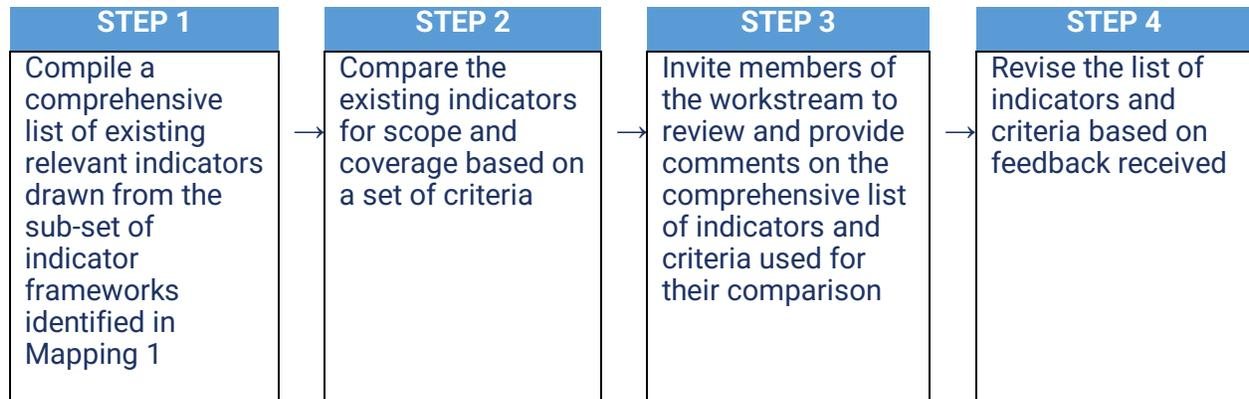 STEP 1
Compile a
comprehensive
list of existing
relevant indicators
drawn from the
sub-set of
indicator
frameworks
identified in
Mapping 1
→
STEP 2
Compare the
existing indicators
for scope and
coverage based on
a set of criteria
→
STEP 3
Invite members of
the workstream to
review and provide
comments on the
comprehensive list
of indicators and
criteria used for
their comparison
→
STEP 4
Revise the list of
indicators and
criteria based on
feedback received